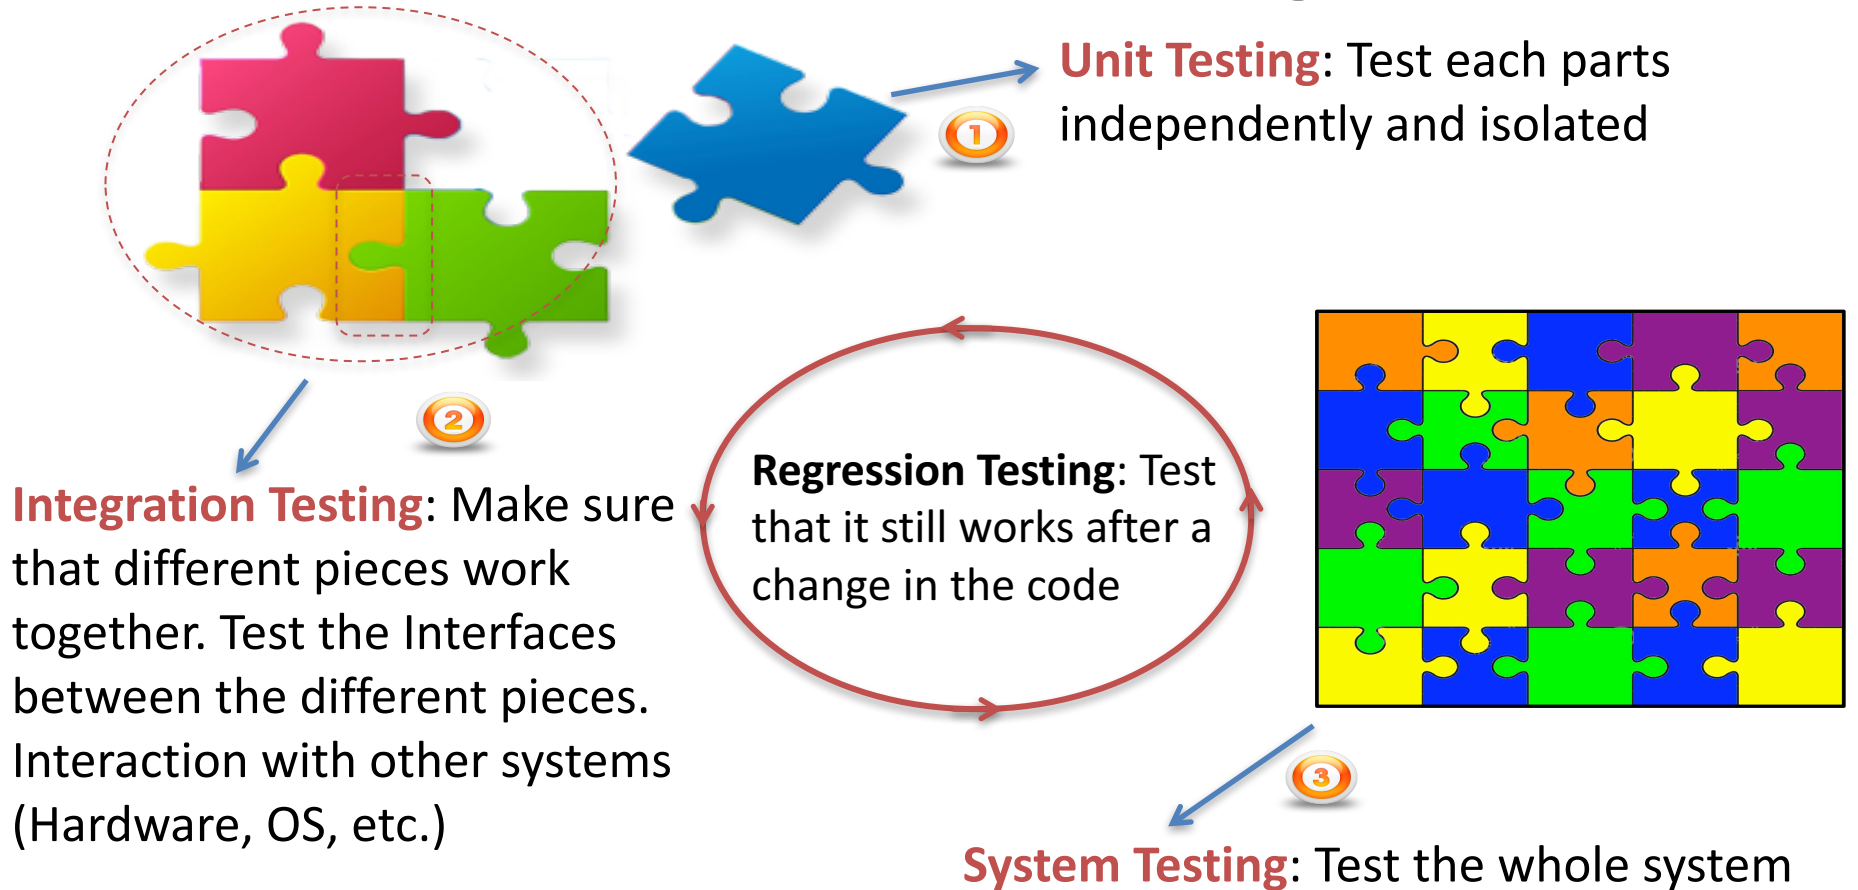 Unit Testing: Test each parts
independently and isolated
1
2
Integration Testing: Make sure
that different pieces work
together. Test the Interfaces
between the different pieces.
Interaction with other systems
(Hardware, OS, etc.)
Regression Testing: Test
that it still works after a
change in the code
3
System Testing: Test the whole system